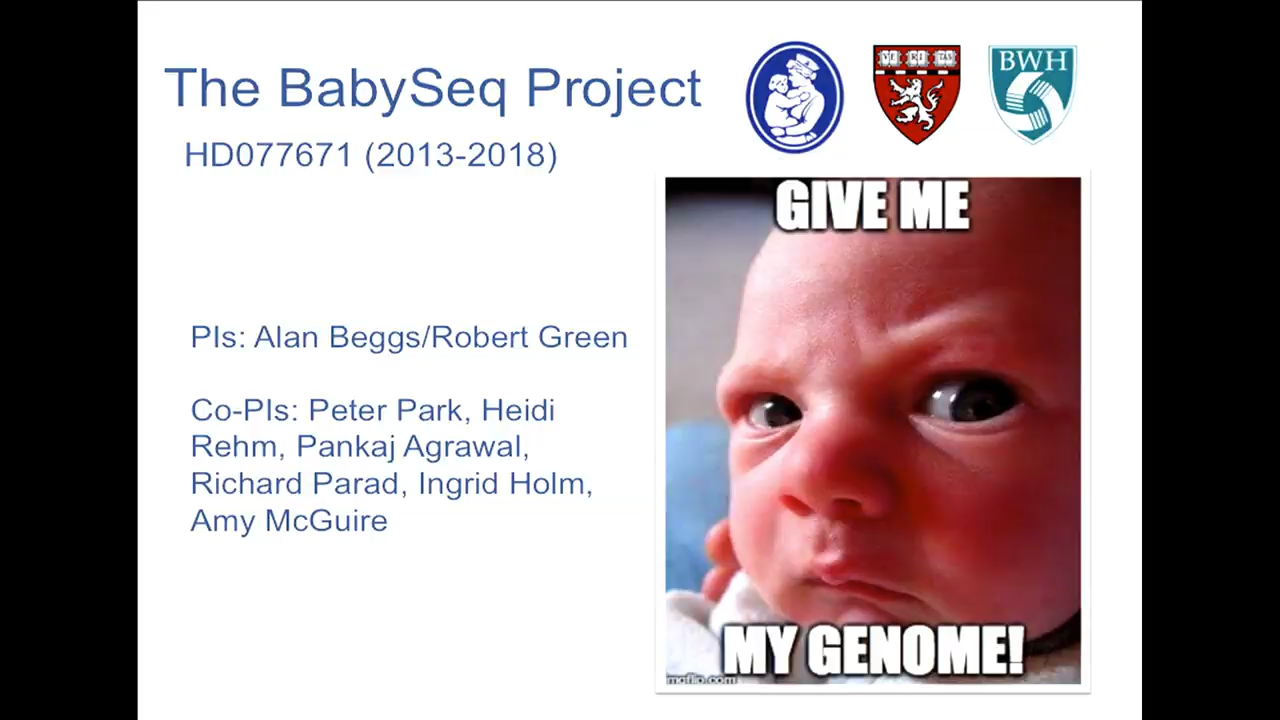 The BabySeq Project
HD077671 (2013-2018)
BWH
GIVE ME
PIs: Alan Beggs/Robert Green
Co-PIs: Peter Park, Heidi
Rehm, Pankaj Agrawal,
Richard Parad, Ingrid Holm,
Amy McGuire
MY GENOME!